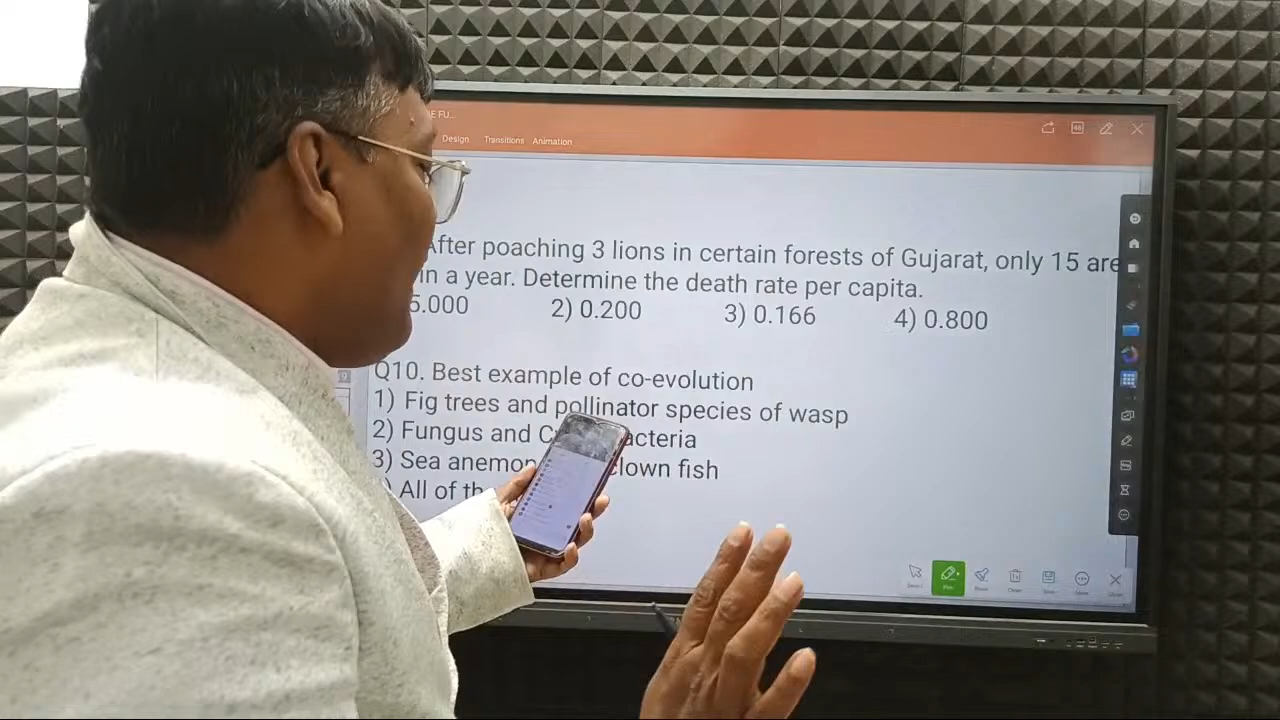 E FU...
Design Transitions Animation
After poaching 3 lions in certain forests of Gujarat, only 15 are
in a year. Determine the death rate per capita.
5.000 2) 0.200 3) 0.166 4) 0.800
Q10. Best example of co-evolution
1) Fig trees and pollinator species of wasp
2) Fungus and C acteria
3) Sea anemon clown fish
) All of th